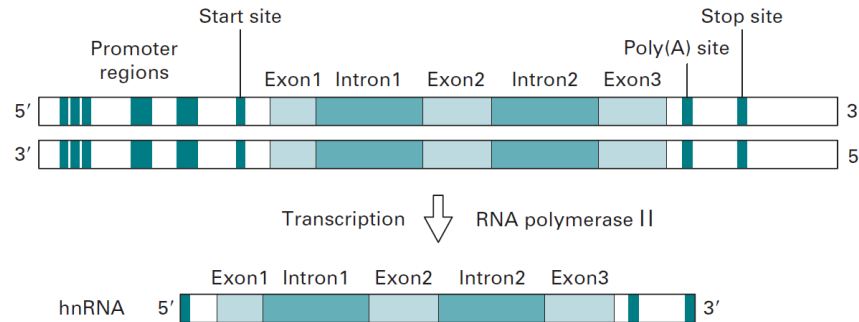 Start site
Stop site
Promoter
regions
Poly(A) site
Exon1 Intron1 Exon2 Intron2 Exon3
5′ 3
3′ 5
Transcription RNA polymerase II
Exon1 Intron1 Exon2 Intron2 Exon3
hnRNA 5′ 3′